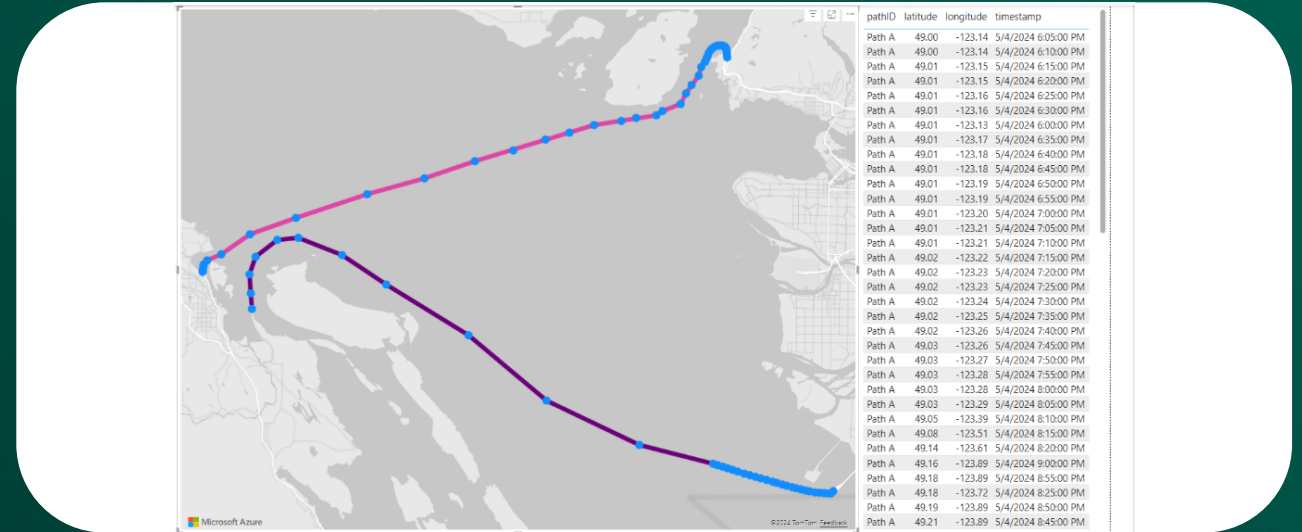 pathID latitude longitude timestamp
Path A 49.00 -123.14 5/4/2024 6:05:00 PM
Path A 49.00 -123.14 5/4/2024 6:10:00 PM
Path A 49.01 -123.15 5/4/2024 6:15:00 PM
Path A 49.01 -123.15 5/4/2024 6:20:00 PM
Path A 49.01 -123.16 5/4/2024 6:25:00 PM
Path A 49.01 -123.16 5/4/2024 6:30:00 PM
Path A 49.01 -123.13 5/4/2024 6:00:00 PM
Path A 49.01 -123.17 5/4/2024 6:35:00 PM
Path A 49.01 -123.18 5/4/2024 6:40:00 PM
Path A 49.01 -123.18 5/4/2024 6:45:00 PM
Path A 49.01 -123.19 5/4/2024 6:50:00 PM
Path A 49.01 -123.19 5/4/2024 6:55:00 PM
Path A 49.01 -123.20 5/4/2024 7:00:00 PM
Path A 49.01 -123.21 5/4/2024 7:05:00 PM
Path A 49.01 -123.21 5/4/2024 7:10:00 PM
Path A 49.02 -123.22 5/4/2024 7:15:00 PM
Path A 49.02 -123.23 5/4/2024 7:20:00 PM
Path A 49.02 -123.23 5/4/2024 7:25:00 PM
Path A 49.02 -123.24 5/4/2024 7:30:00 PM
Path A 49.02 -123.25 5/4/2024 7:35:00 PM
Path A 49.02 -123.26 5/4/2024 7:40:00 PM
Path A 49.03 -123.26 5/4/2024 7:45:00 PM
Path A 49.03 -123.27 5/4/2024 7:50:00 PM
Path A 49.03 -123.28 5/4/2024 7:55:00 PM
Path A 49.03 -123.28 5/4/2024 8:00:00 PM
Path A 49.03 -123.29 5/4/2024 8:05:00 PM
Path A 49.05 -123.39 5/4/2024 8:10:00 PM
Path A 49.08 -123.51 5/4/2024 8:15:00 PM
Path A 49.14 -123.61 5/4/2024 8:20:00 PM
Path A 49.16 -123.89 5/4/2024 9:00:00 PM
Path A 49.18 -123.89 5/4/2024 8:55:00 PM
Path A 49.18 -123.72 5/4/2024 8:25:00 PM
Path A 49.19 -123.89 5/4/2024 8:50:00 PM
Path A 49.21 -123.89 5/4/2024 8:45:00 PM
Microsoft Azure
©2024 TomTom Feedback